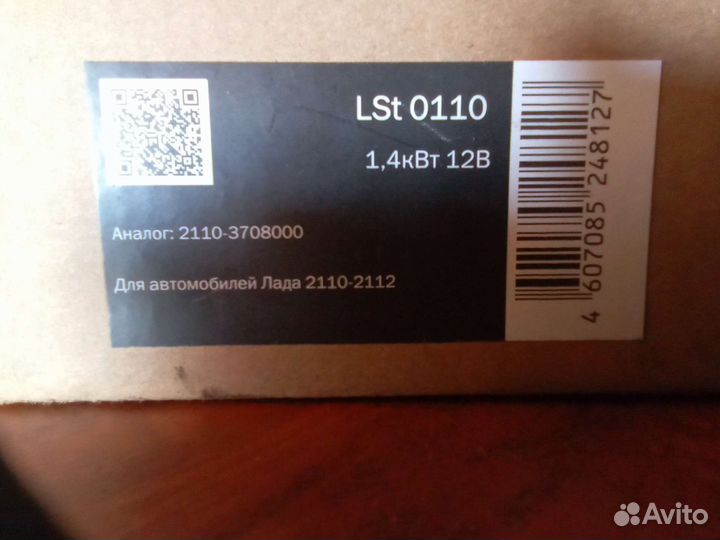 LSt 0110
1,4кВт 12В
Аналог: 2110-3708000
Для автомобилей Лада 2110-2112
4 607085 248127
Avito